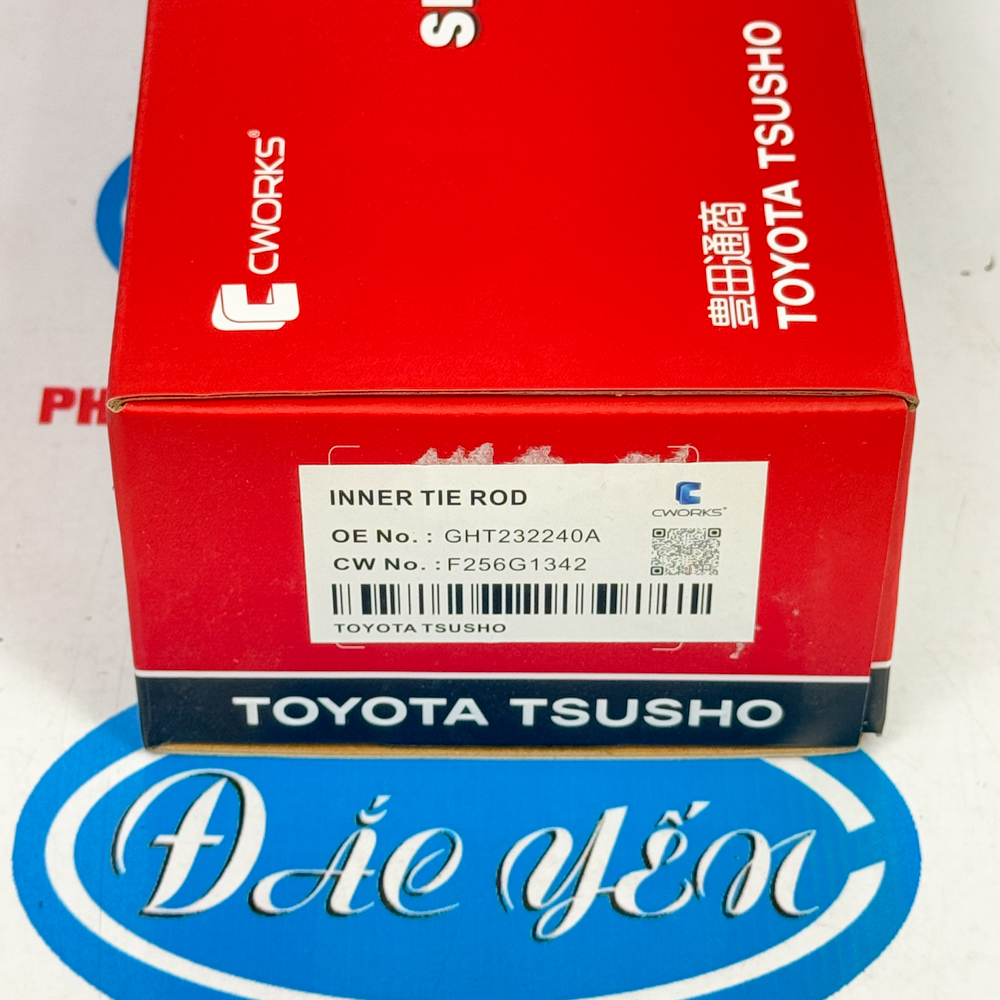 CWORKS®
豊田通商
TOYOTA TSUSHO
INNER TIE ROD
CWORKS®
OE No. : GHT232240A
CW No. : F256G1342
TOYOTA TSUSHO
TOYOTA TSUSHO
ĐẮC YẾN